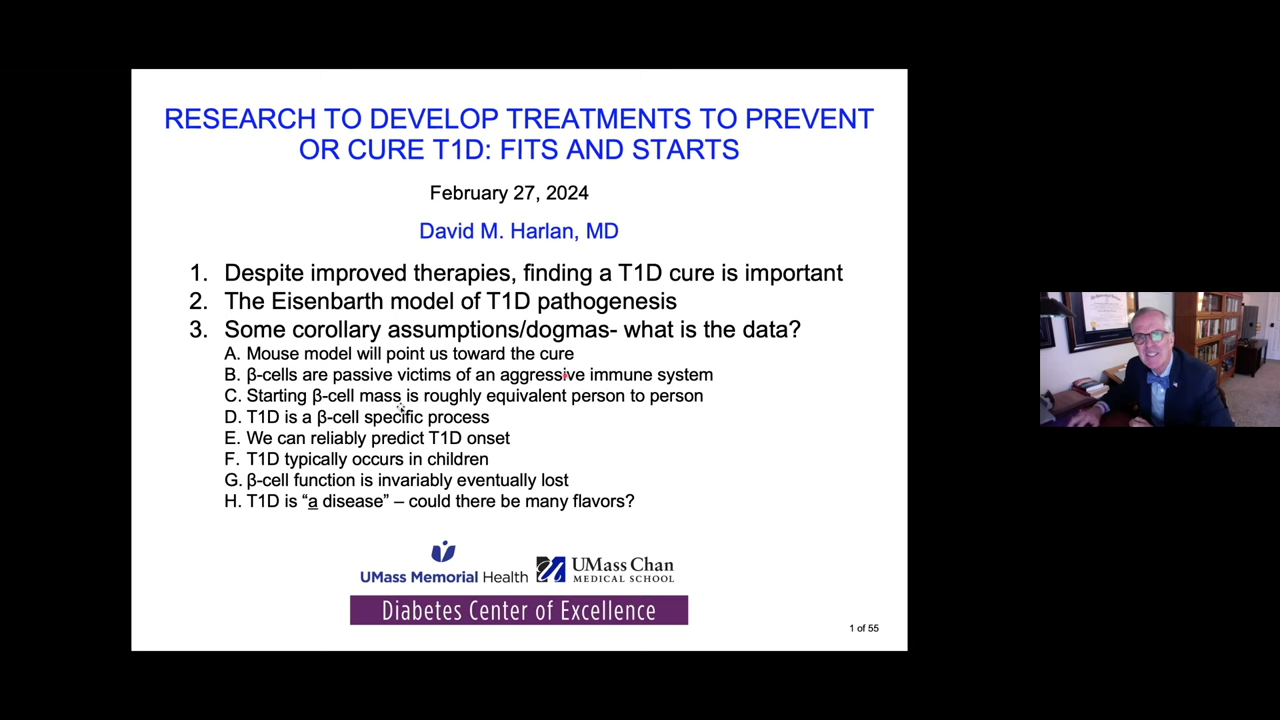 RESEARCH TO DEVELOP TREATMENTS TO PREVENT
OR CURE T1D: FITS AND STARTS
February 27, 2024
David M. Harlan, MD
1. Despite improved therapies, finding a T1D cure is important
2. The Eisenbarth model of T1D pathogenesis
3. Some corollary assumptions/dogmas- what is the data?
A. Mouse model will point us toward the cure
B. β-cells are passive victims of an aggressive immune system
C. Starting β-cell mass is roughly equivalent person to person
D. T1D is a β-cell specific process
E. We can reliably predict T1D onset
F. T1D typically occurs in children
G. β-cell function is invariably eventually lost
H. T1D is “a disease” – could there be many flavors?
UMass Memorial Health
UMass Chan
MEDICAL SCHOOL
Diabetes Center of Excellence
1 of 55